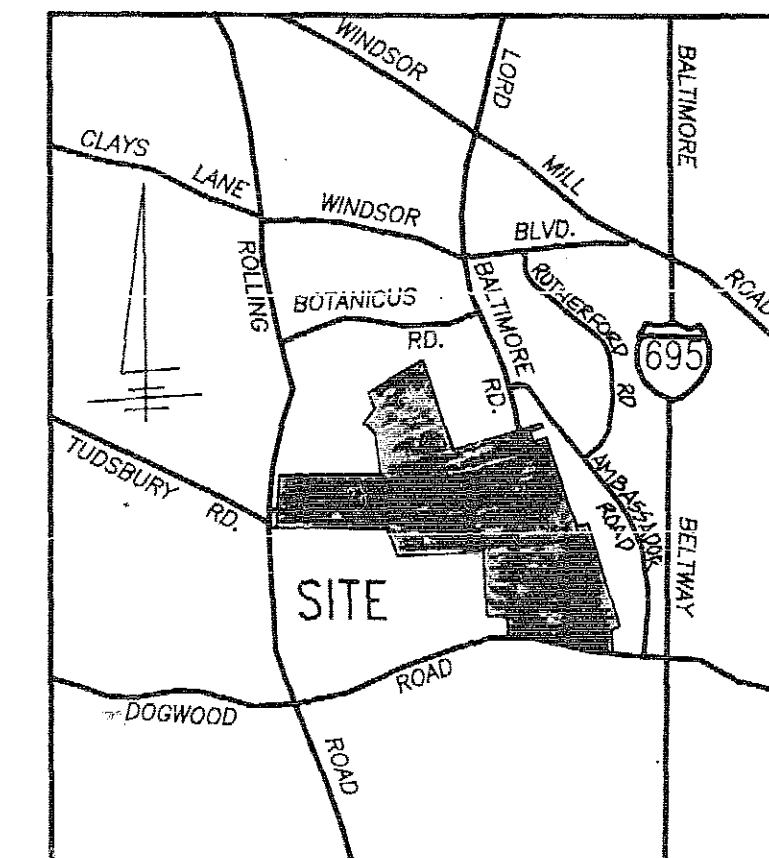 WINDSOR
MILL
ROAD
LORD
BALTIMORE
RD.
BALTIMORE
BELTWAY
CLAYS
LANE
WINDSOR
BLVD.
ROLLING
ROAD
BOTANICUS
RD.
RUTHERFORD
RD
695
TUDSBURY
RD.
AMBASSADOR
ROAD
SITE
DOGWOOD
ROAD